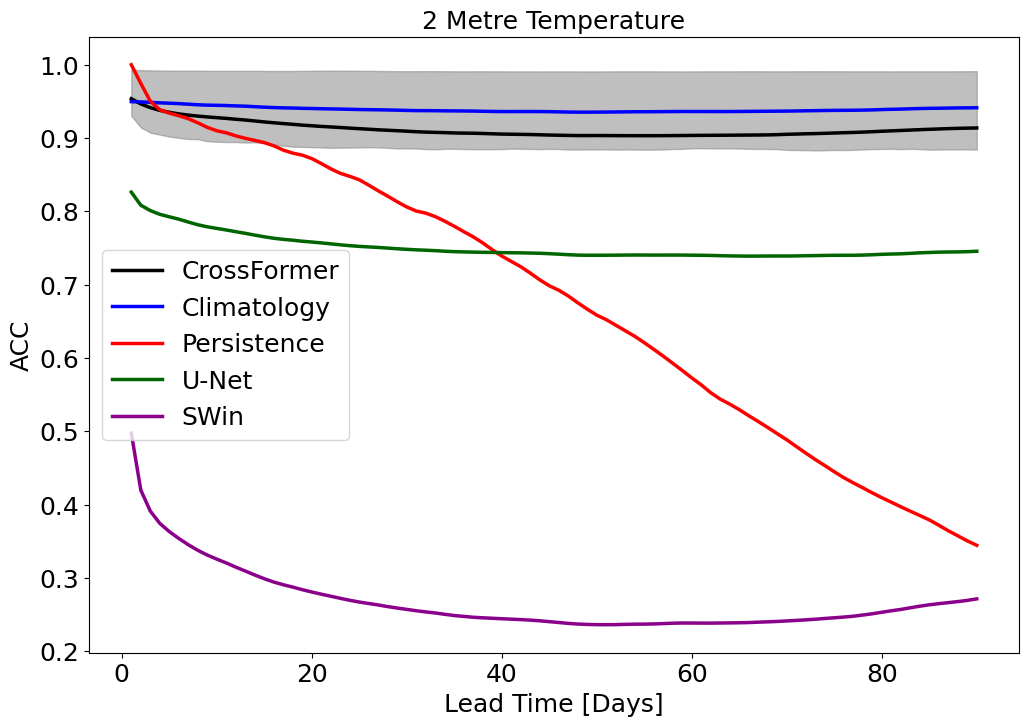 2 Metre Temperature
ACC
1.0
0.9
0.8
0.7
0.6
0.5
0.4
0.3
0.2
CrossFormer
Climatology
Persistence
U-Net
SWin
0 20 40 60 80
Lead Time [Days]